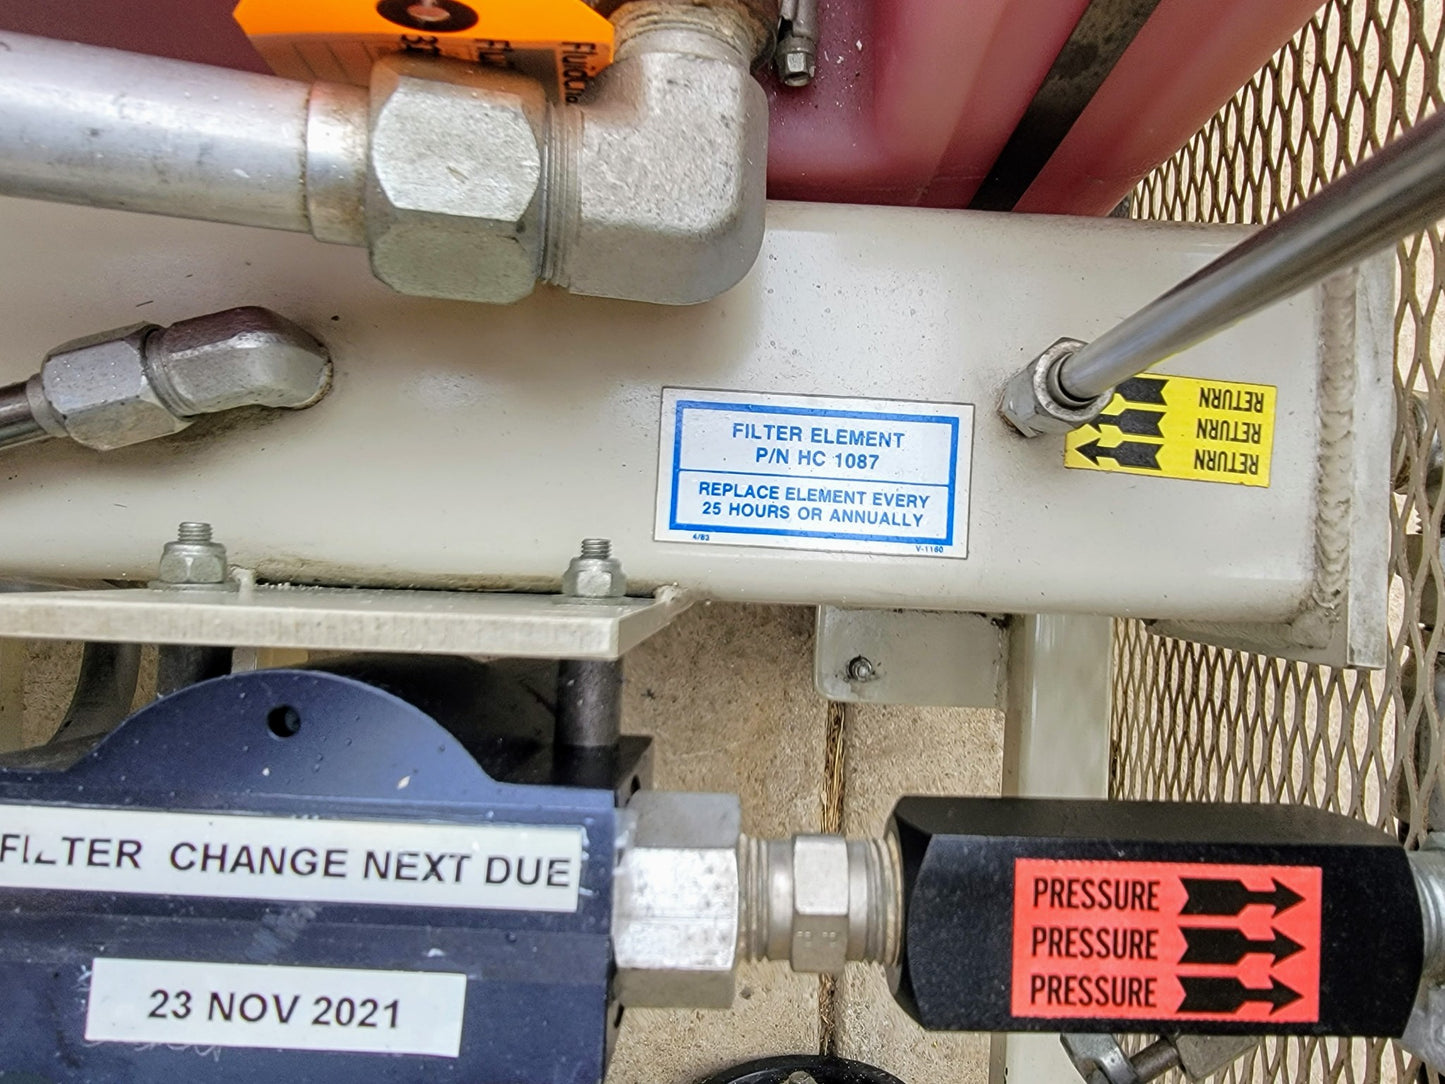 FILTER ELEMENT
P/N HC 1087
REPLACE ELEMENT EVERY
25 HOURS OR ANNUALLY
4/83
V-1160
RETURN
RETURN
RETURN
FILTER CHANGE NEXT DUE
23 NOV 2021
PRESSURE
PRESSURE
PRESSURE